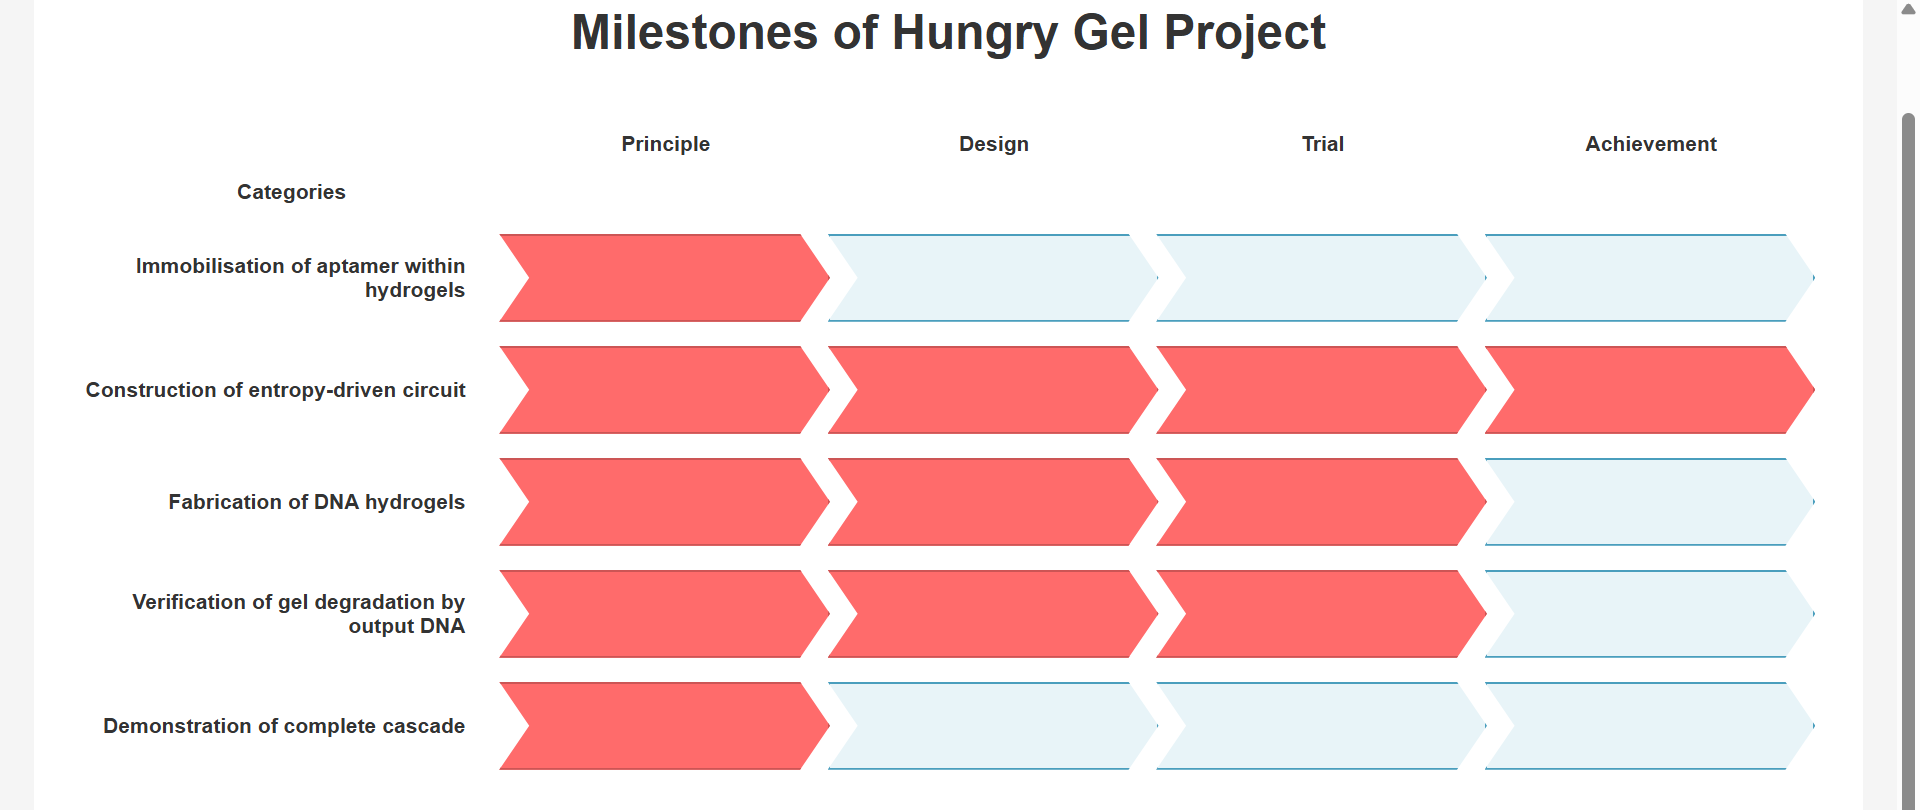 Milestones of Hungry Gel Project
Principle
Design
Trial
Achievement
Categories
Immobilisation of aptamer within
hydrogels
Construction of entropy-driven circuit
Fabrication of DNA hydrogels
Verification of gel degradation by
output DNA
Demonstration of complete cascade